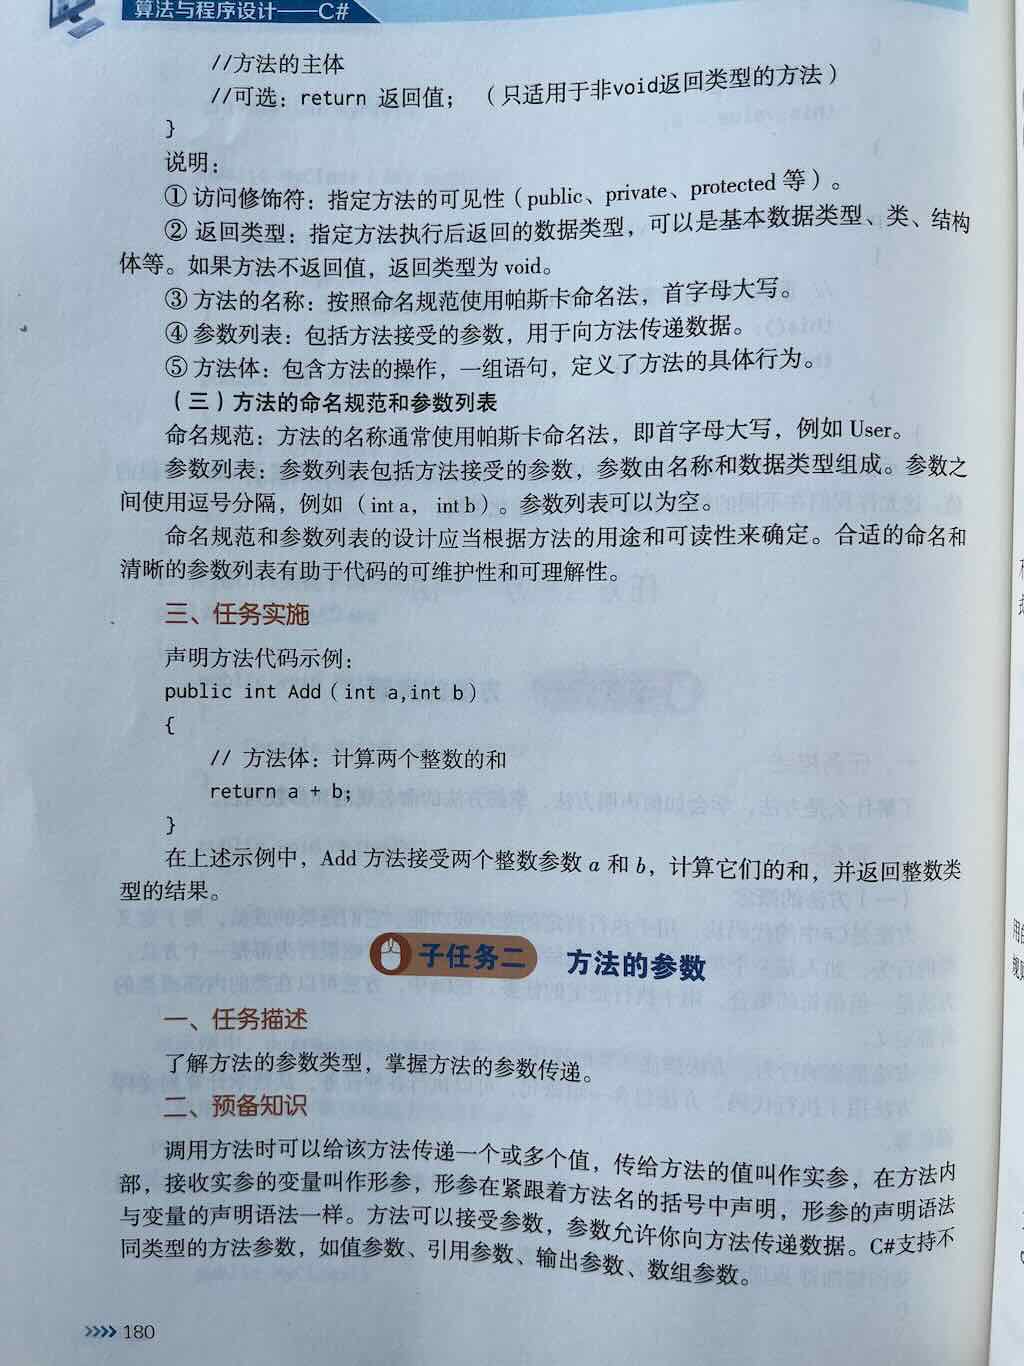 算法与程序设计——C#
//方法的主体
//可选：return 返回值；（只适用于非void返回类型的方法）
}
说明：
① 访问修饰符：指定方法的可见性（public、private、protected 等）。
② 返回类型：指定方法执行后返回的数据类型，可以是基本数据类型、类、结构
体等。如果方法不返回值，返回类型为 void。
③ 方法的名称：按照命名规范使用帕斯卡命名法，首字母大写。
④ 参数列表：包括方法接受的参数，用于向方法传递数据。
⑤ 方法体：包含方法的操作，一组语句，定义了方法的具体行为。
（三）方法的命名规范和参数列表
命名规范：方法的名称通常使用帕斯卡命名法，即首字母大写，例如 User。
参数列表：参数列表包括方法接受的参数，参数由名称和数据类型组成。参数之
间使用逗号分隔，例如（int a，int b）。参数列表可以为空。
命名规范和参数列表的设计应当根据方法的用途和可读性来确定。合适的命名和
清晰的参数列表有助于代码的可维护性和可理解性。
三、任务实施
声明方法代码示例：
public int Add（int a,int b）
{
// 方法体：计算两个整数的和
return a + b;
}
在上述示例中，Add 方法接受两个整数参数 a 和 b，计算它们的和，并返回整数类
型的结果。
子任务二 方法的参数
一、任务描述
了解方法的参数类型，掌握方法的参数传递。
二、预备知识
调用方法时可以给该方法传递一个或多个值，传给方法的值叫作实参，在方法内
部，接收实参的变量叫作形参，形参在紧跟着方法名的括号中声明，形参的声明语法
与变量的声明语法一样。方法可以接受参数，参数允许你向方法传递数据。C#支持不
同类型的方法参数，如值参数、引用参数、输出参数、数组参数。
>>>> 180